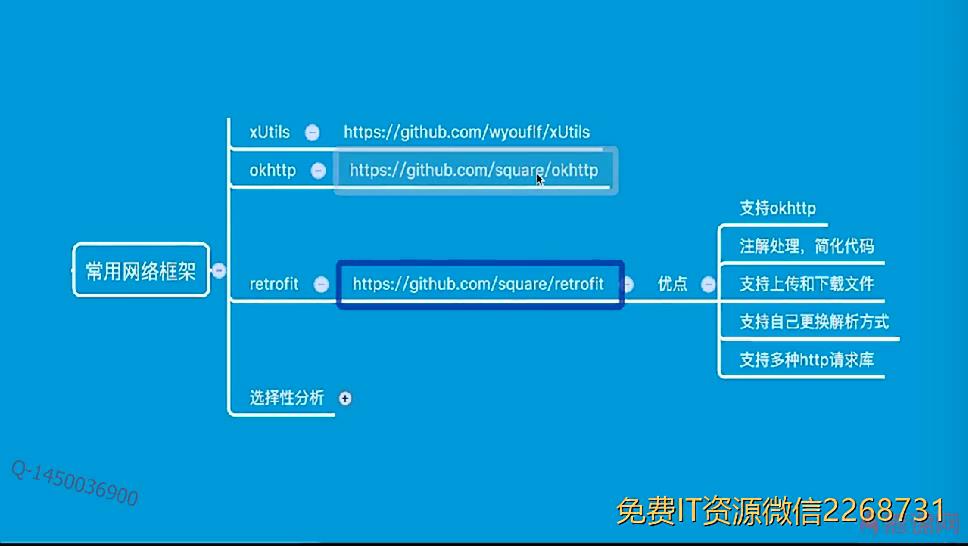 xUtils https://github.com/wyouflf/xUtils
okhttp https://github.com/square/okhttp
常用网络框架
retrofit https://github.com/square/retrofit 优点
支持okhttp
注解处理，简化代码
支持上传和下载文件
支持自己更换解析方式
支持多种http请求库
选择性分析
Q-1450036900
免费IT资源微信2268731